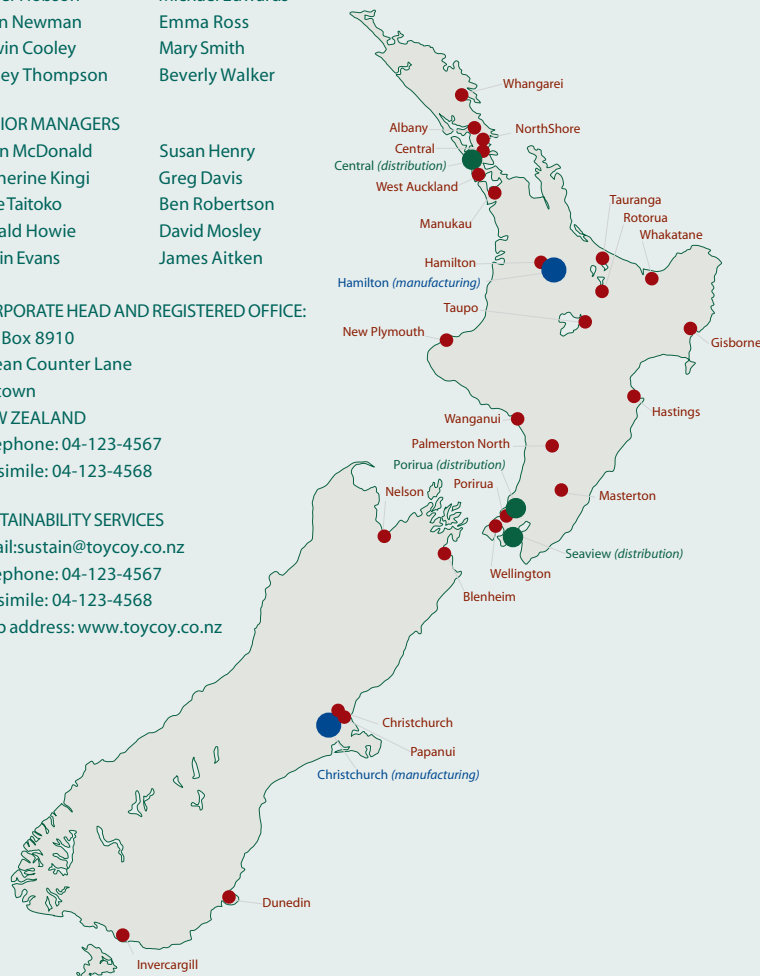 n Newman Emma Ross
vin Cooley Mary Smith
ey Thompson Beverly Walker
IOR MANAGERS
n McDonald Susan Henry
herine Kingi Greg Davis
e Taitoko Ben Robertson
ald Howie David Mosley
in Evans James Aitken
RPORATE HEAD AND REGISTERED OFFICE:
Box 8910
ean Counter Lane
town
W ZEALAND
ephone: 04-123-4567
simile: 04-123-4568
TAINABILITY SERVICES
ail:sustain@toycoy.co.nz
ephone: 04-123-4567
simile: 04-123-4568
b address: www.toycoy.co.nz
Whangarei
Albany
NorthShore
Central
Central (distribution)
West Auckland
Manukau
Tauranga
Rotorua
Whakatane
Hamilton
Hamilton (manufacturing)
Taupo
New Plymouth
Gisborne
Hastings
Wanganui
Palmerston North
Porirua (distribution)
Porirua
Nelson
Masterton
Seaview (distribution)
Wellington
Blenheim
Christchurch
Papanui
Christchurch (manufacturing)
Dunedin
Invercargill